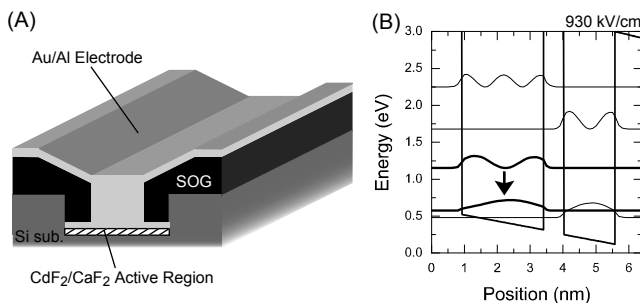 (A)
Au/Al Electrode
SOG
Si sub.
CdF2/CaF2 Active Region
(B)
930 kV/cm
3.0
2.5
2.0
1.5
1.0
0.5
0.0
Energy (eV)
0 1 2 3 4 5 6
Position (nm)